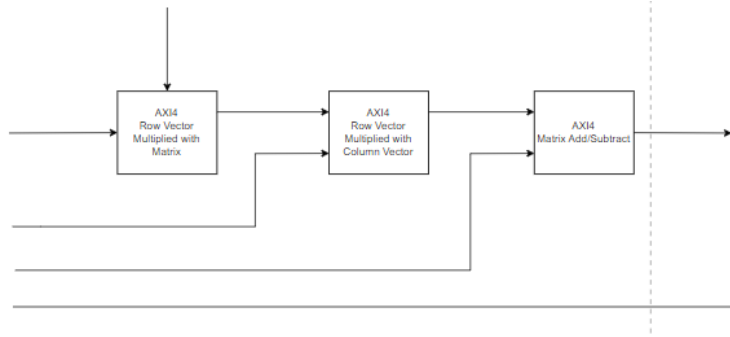 AXI4
Row Vector
Multiplied with
Matrix
AXI4
Row Vector
Multiplied with
Column Vector
AXI4
Matrix Add/Subtract